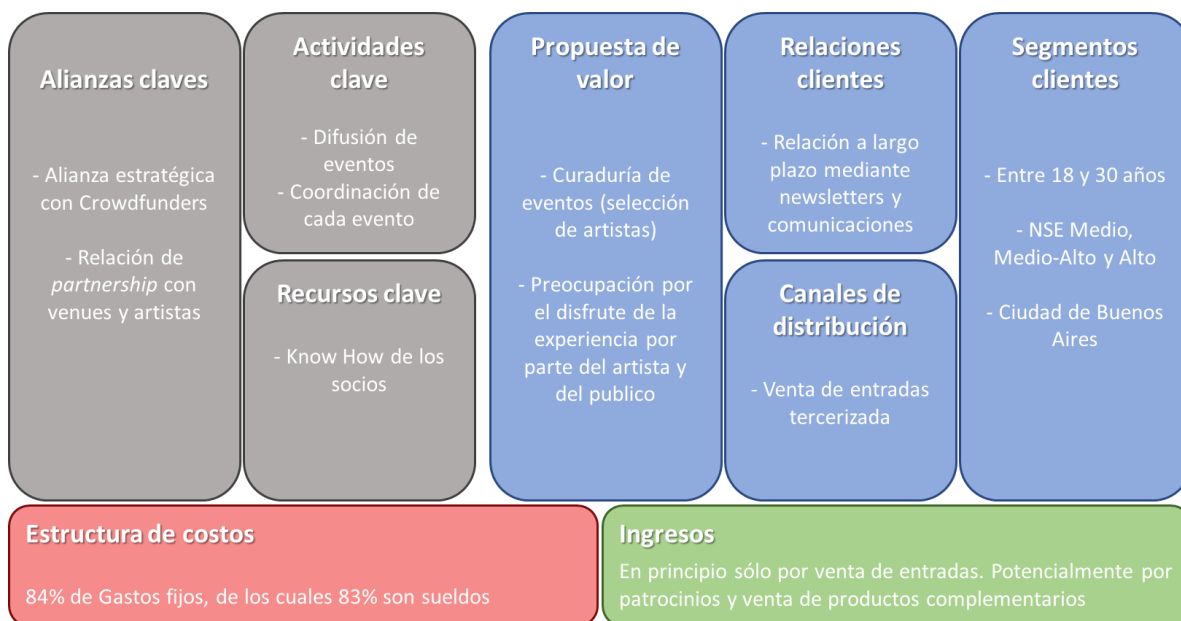 Alianzas claves
- Alianza estratégica
con Crowdfunders
- Relación de
partnership con
venues y artistas
Actividades
clave
- Difusión de
eventos
- Coordinación de
cada evento
Recursos clave
- Know How de los
socios
Propuesta de
valor
- Curaduría de
eventos (selección
de artistas)
- Preocupación por
el disfrute de la
experiencia por
parte del artista y
del publico
Relaciones
clientes
- Relación a largo
plazo mediante
newsletters y
comunicaciones
Canales de
distribución
- Venta de entradas
tercerizada
Segmentos
clientes
- Entre 18 y 30 años
- NSE Medio,
Medio-Alto y Alto
- Ciudad de Buenos
Aires
Estructura de costos
84% de Gastos fijos, de los cuales 83% son sueldos
Ingresos
En principio sólo por venta de entradas. Potencialmente por
patrocinios y venta de productos complementarios